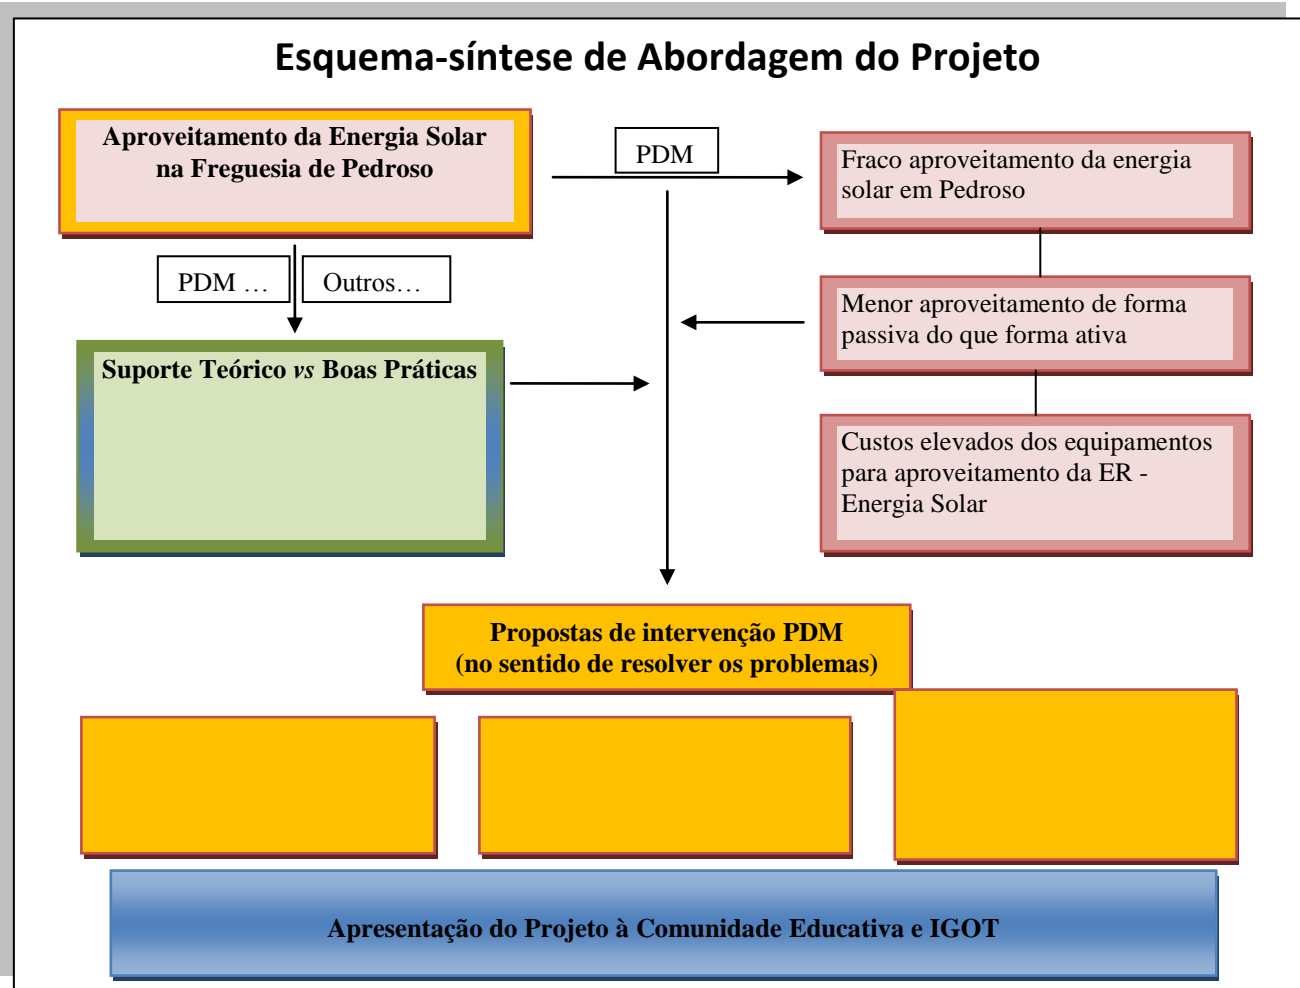 Esquema-síntese de Abordagem do Projeto
Aproveitamento da Energia Solar
na Freguesia de Pedroso
PDM
Fraco aproveitamento da energia
solar em Pedroso
PDM …
Outros…
Menor aproveitamento de forma
passiva do que forma ativa
Suporte Teórico vs Boas Práticas
Custos elevados dos equipamentos
para aproveitamento da ER -
Energia Solar
Propostas de intervenção PDM
(no sentido de resolver os problemas)
Apresentação do Projeto à Comunidade Educativa e IGOT